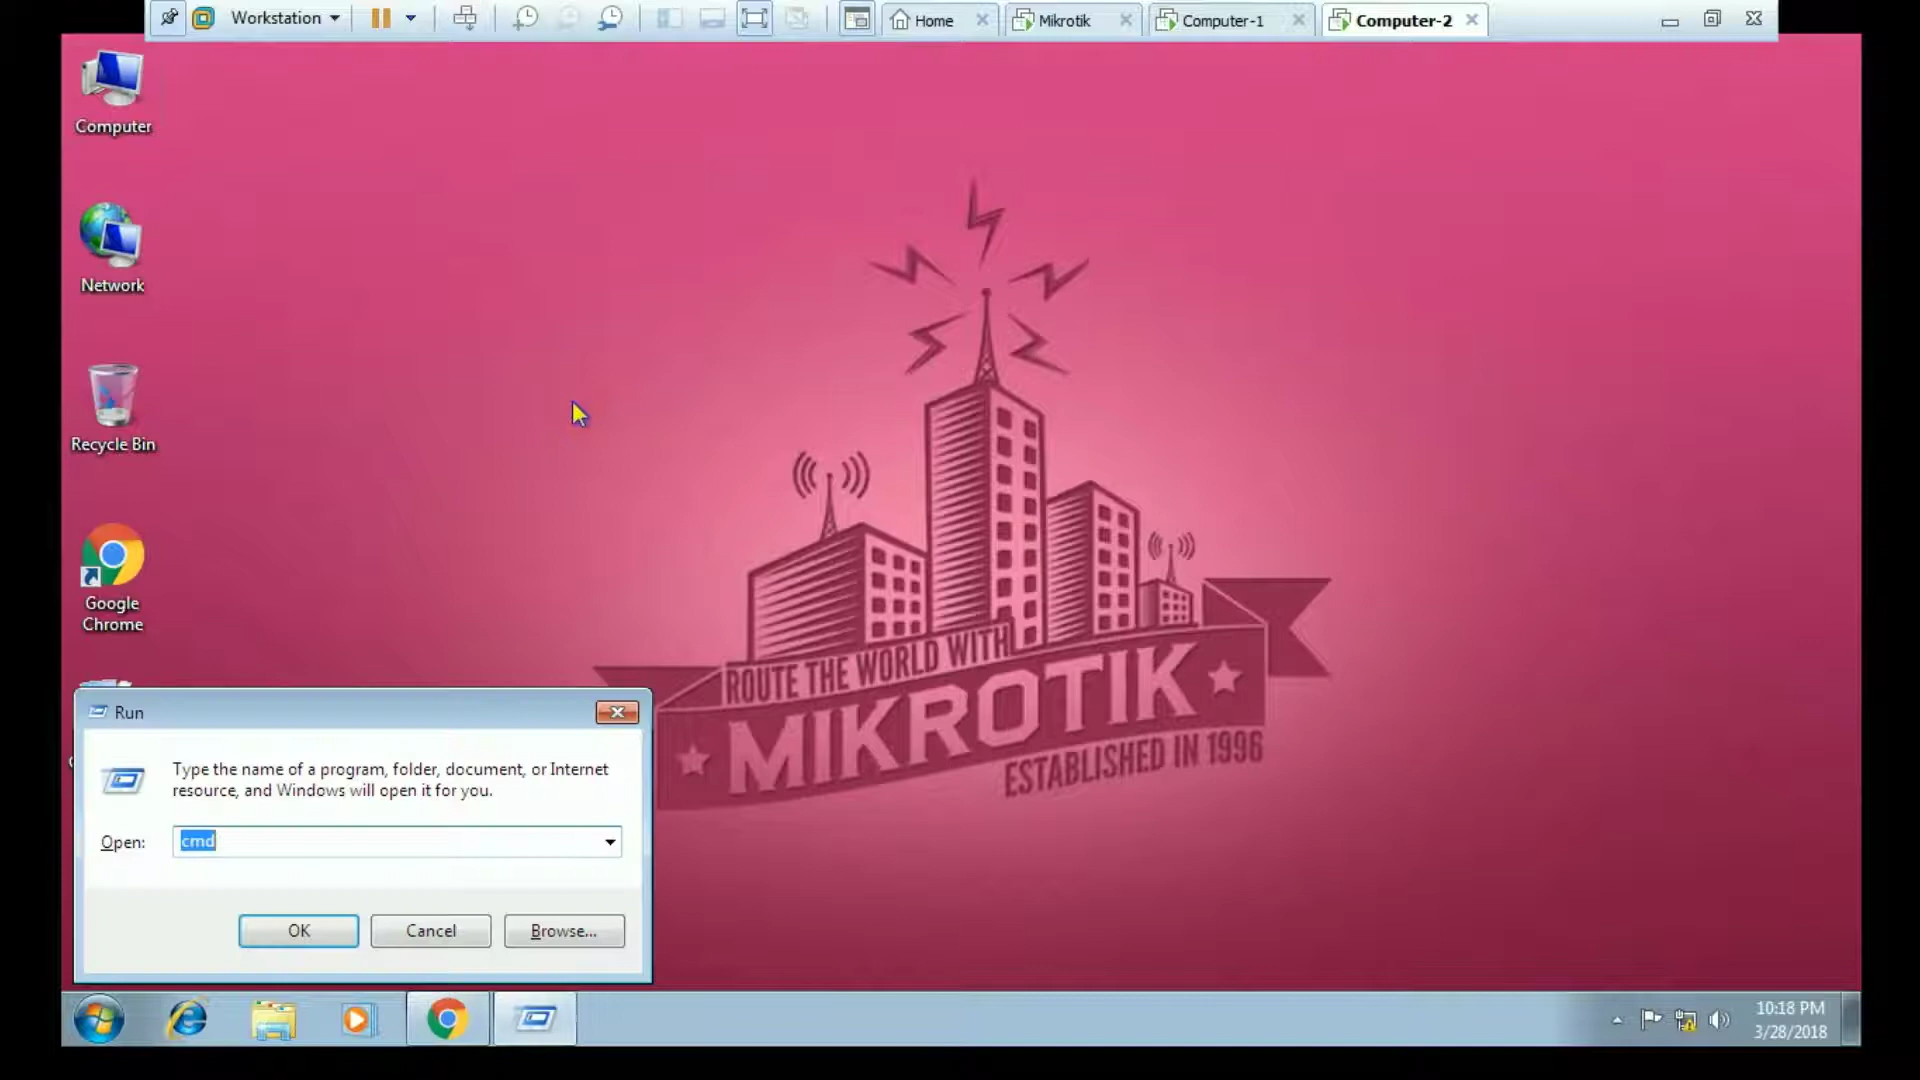 Workstation
Home
Mikrotik
Computer-1
Computer-2
Computer
Network
Recycle Bin
Google
Chrome
ROUTE THE WORLD WITH
MIKROTIK
ESTABLISHED IN 1996
Run
Type the name of a program, folder, document, or Internet
resource, and Windows will open it for you.
Open:
cmd
OK
Cancel
Browse...
10:18 PM
3/28/2018